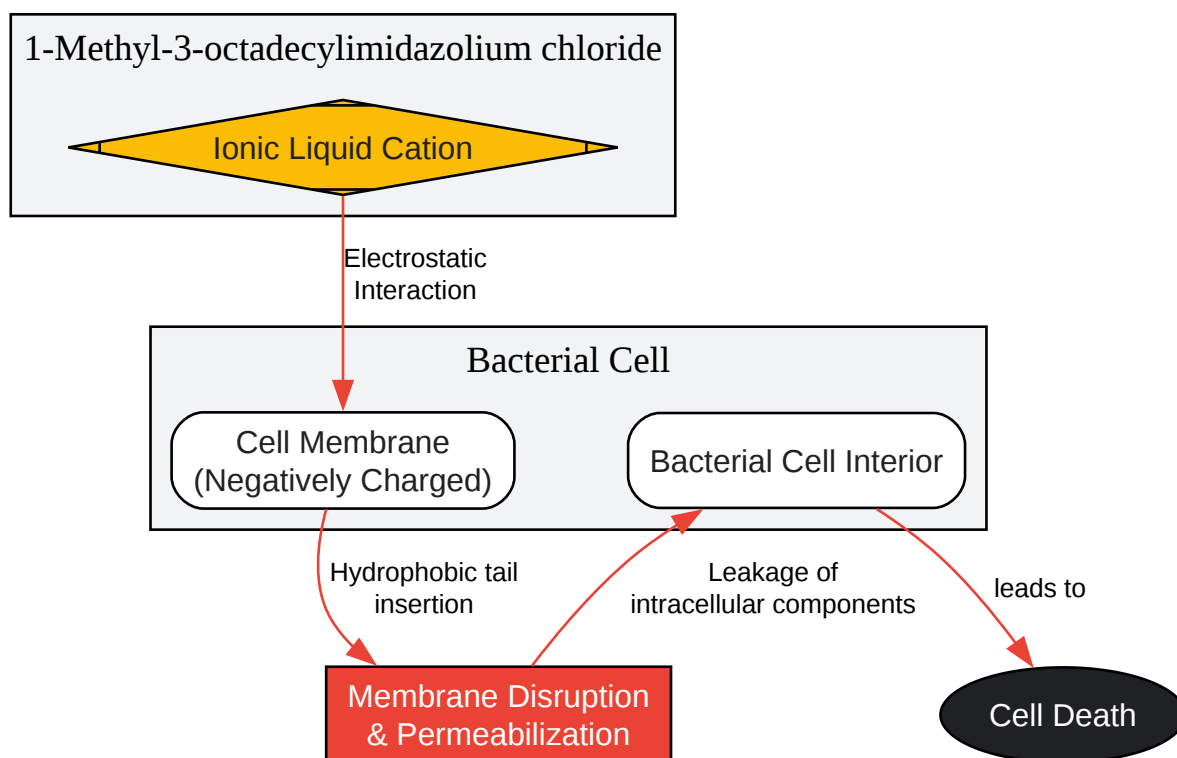 1-Methyl-3-octadecylimidazolium chloride
Ionic Liquid Cation
Electrostatic
Interaction
Bacterial Cell
Cell Membrane
(Negatively Charged)
Bacterial Cell Interior
Hydrophobic tail
insertion
Leakage of
intracellular components
leads to
Membrane Disruption
& Permeabilization
Cell Death